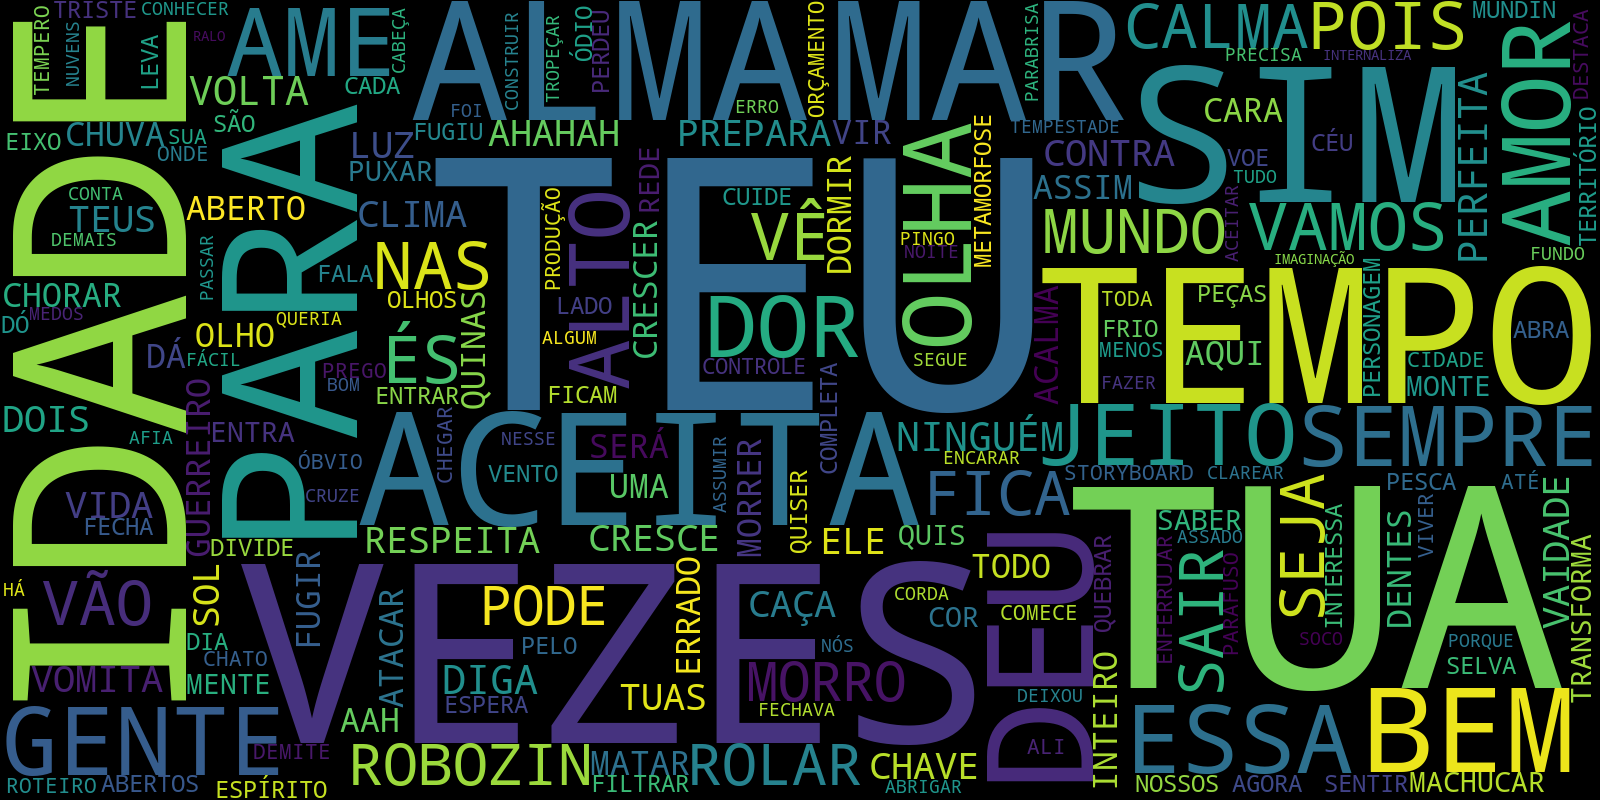 TEMPERO
TRISTE
CONHECER
NUVENS
LEVA
RALO
AME
CABEÇA
CADA
VOLTA
SÃO
IDADE
EIXO
CHUVA
SUA
ONDE
ALMA
MAR
FOI
CONSTRUIR
TROPEÇAR
ÓDIO
PERDEU
ERRO
ORÇAMENTO
PARABRISA
CALMA
POIS
PRECISA
INTERNALIZA
MUNDIN
DESTACA
AMOR
SIM
CARA
CÉU
VOE
TUDO
PERFEITA
TERRITÓRIO
LUZ
PUXAR
FUGIU
AHAHAH
PREPARA
VIR
TEMPESTADE
CONTRA
ASSIM
CONTA
TEUS
DEMAIS
ABERTO
PARA
CLIMA
PASSAR
FALA
NAS
OLHOS
QUERIA
CHORAR
MEDOS
DÓ
OLHO
DÁ
FÁCIL
PREGO
BOM
ÉS
ENTRAR
QUINAS
TEU
PRODUÇÃO
ALTO
LADO
ALGUM
FICAM
REDE
CRESCER
CUIDE
VÊ
DORMIR
DOR
CONTROLE
OLHA
PINGO
NOITE
SEGUE
METAMORFOSE
MUNDO
ACEITAR
VAMOS
IMAGINAÇÃO
FUNDO
TEMPO
ACALMA
TODA
PEÇAS
FRIO
MENOS
AQUI
FAZER
PERSONAGEM
CIDADE
MONTE
ABRA
DOIS
AFIA
GUERREIRO
ENTRA
ÓBVIO
CRUZE
VIDA
FECHA
DIVIDE
ACEITA
CHEGAR
NESSE
VENTO
SERÁ
UMA
ASSUMIR
MORRER
COMPLETA
QUISER
RESPEITA
CRESCE
ELE
QUIS
NINGUÉM
ENCARAR
FICA
JEITO
SEMPRE
STORYBOARD
CLAREAR
PESCA
ATÉ
TUA
SABER
ASSADO
SEJA
INTERESSA
DENTES
VIVER
VAIDADE
TRANSFORMA
HÁ
VÃO
SOL
FUGIR
DIA
CHATO
MENTE
VOMITA
ATACAR
AAH
VEZES
PODE
PELO
DIGA
ESPERA
ERRADO
TUAS
CAÇA
NÓS
MORRO
FECHAVA
CORDA
COR
TODO
COMECE
DEU
DEIXOU
ALI
QUEBRAR
INTEIRO
ENFERRUJAR
SAIR
PARAFUSO
SOCO
PORQUE
SELVA
BEM
ESSA
GENTE
DEMITE
ROTEIRO
ABERTOS
ESPÍRITO
ROBOZIN
MATAR
FILTRAR
ROLAR
CHAVE
ABRIGAR
NOSSOS
AGORA
SENTIR
MACHUCAR